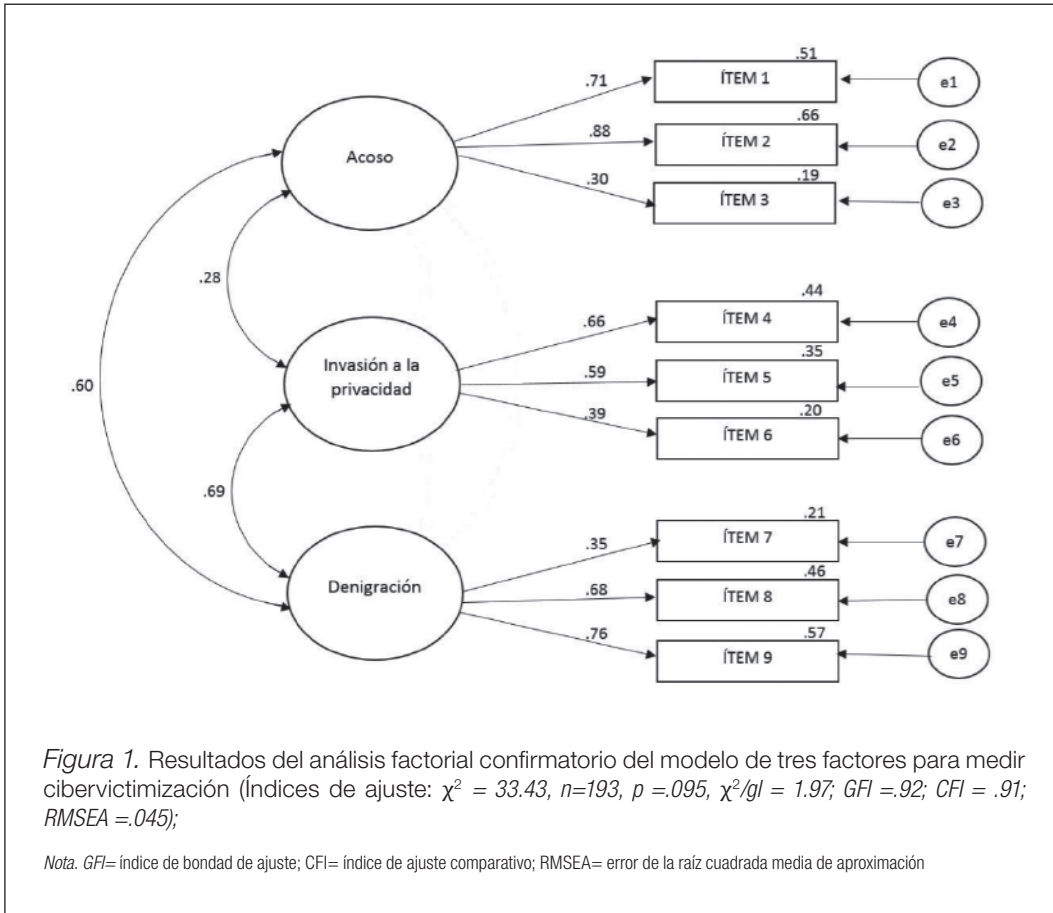 .51
.71 ÍTEM 1 e1
.66
.88 ÍTEM 2 e2
Acoso
.19
.30 ÍTEM 3 e3
.28
.44
.66 ÍTEM 4 e4
.35
Invasión a la
privacidad
.59 ÍTEM 5 e5
.60
.20
.39 ÍTEM 6 e6
.69
.21
.35 ÍTEM 7 e7
.46
Denigración
.68 ÍTEM 8 e8
.57
.76 ÍTEM 9 e9
Figura 1. Resultados del análisis factorial confirmatorio del modelo de tres factores para medir
cibervictimización (Índices de ajuste: χ² = 33.43, n=193, p =.095, χ²/gl = 1.97; GFI =.92; CFI = .91;
RMSEA =.045);
Nota. GFI= índice de bondad de ajuste; CFI= índice de ajuste comparativo; RMSEA= error de la raíz cuadrada media de aproximación